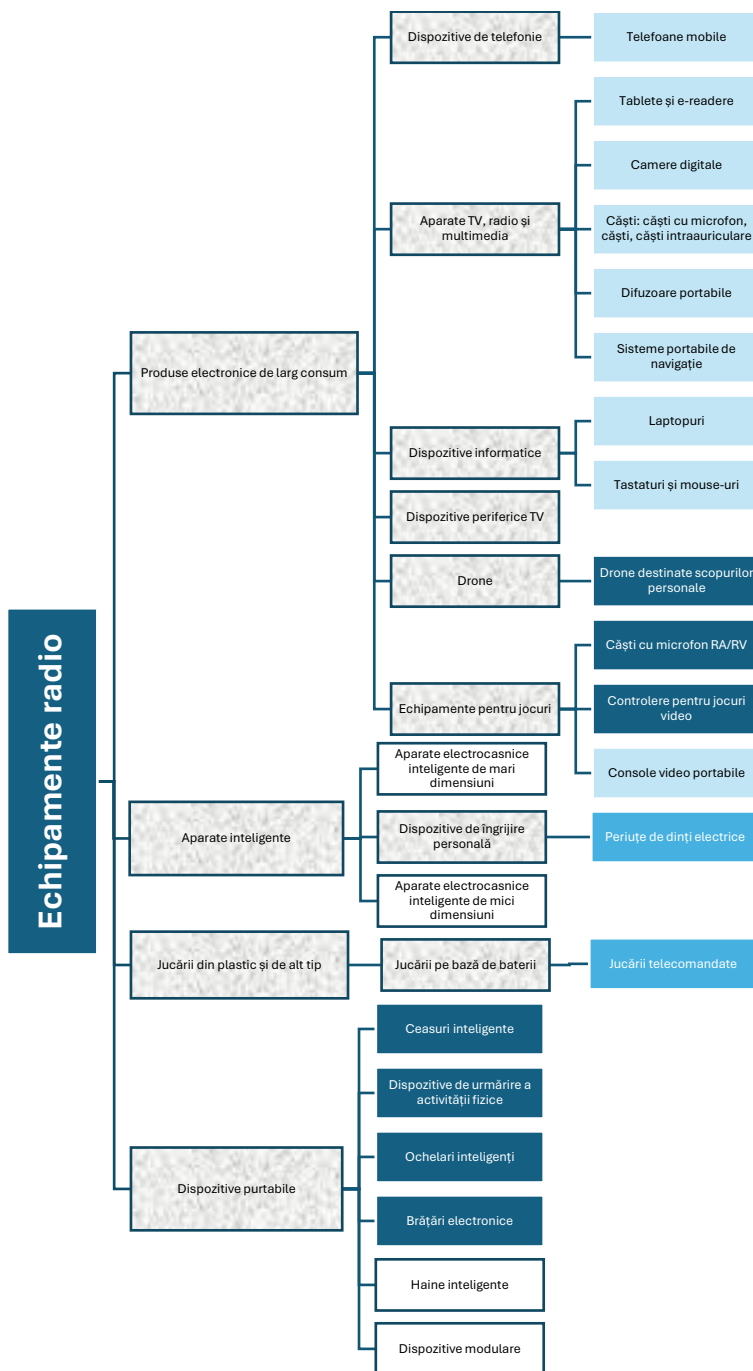 Echipamente radio
Produse electronice de larg consum
Dispozitive de telefonie
Telefoane mobile
Aparate TV, radio și
multimedia
Tablete și e-readere
Camere digitale
Căști: căști cu microfon,
căști, căști intraauriculare
Difuzoare portabile
Sisteme portabile de
navigație
Dispozitive informatice
Laptopuri
Tastaturi și mouse-uri
Dispozitive periferice TV
Drone
Drone destinate scopurilor
personale
Echipamente pentru jocuri
Căști cu microfon RA/RV
Controlere pentru jocuri
video
Console video portabile
Aparate inteligente
Aparate electrocasnice
inteligente de mari
dimensiuni
Dispozitive de îngrijire
personală
Periuțe de dinți electrice
Aparate electrocasnice
inteligente de mici
dimensiuni
Jucării din plastic și de alt tip
Jucării pe bază de baterii
Jucării telecomandate
Dispozitive purtabile
Ceasuri inteligente
Dispozitive de urmărire a
activității fizice
Ochelari inteligenți
Brățări electronice
Haine inteligente
Dispozitive modulare